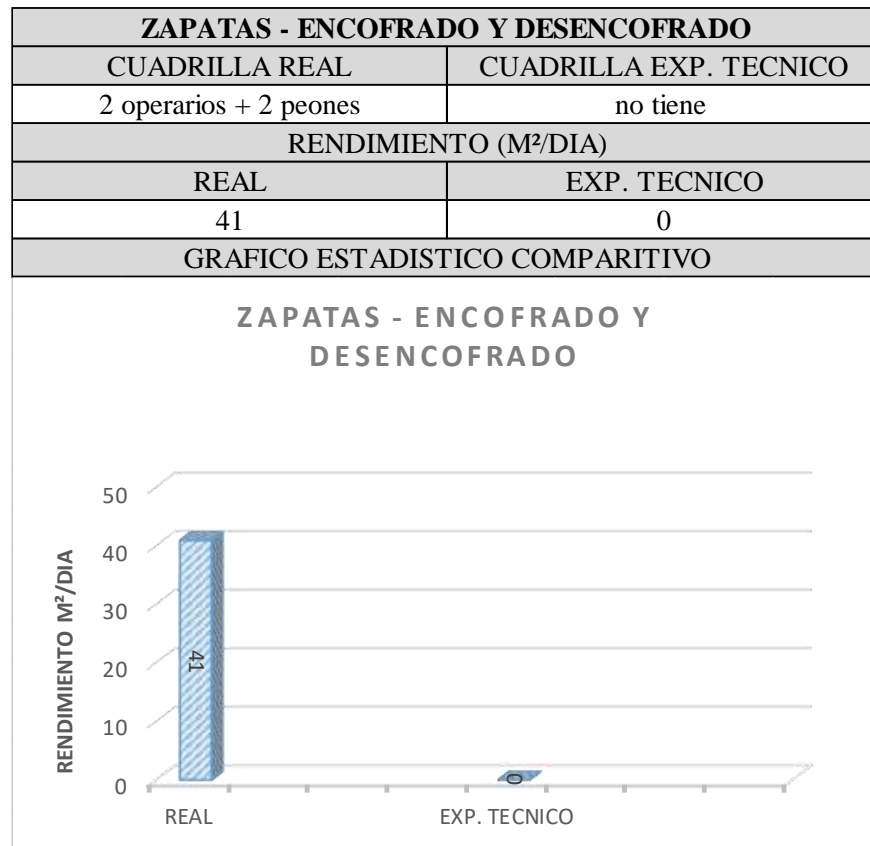 ZAPATAS - ENCOFRADO Y DESENCOFRADO
CUADRILLA REAL CUADRILLA EXP. TECNICO
2 operarios + 2 peones no tiene
RENDIMIENTO (M²/DIA)
REAL EXP. TECNICO
41 0
GRAFICO ESTADISTICO COMPARITIVO
ZAPATAS - ENCOFRADO Y
DESENCOFRADO
RENDIMIENTO M²/DIA
50
40
30
20
10
0
41
0
REAL EXP. TECNICO